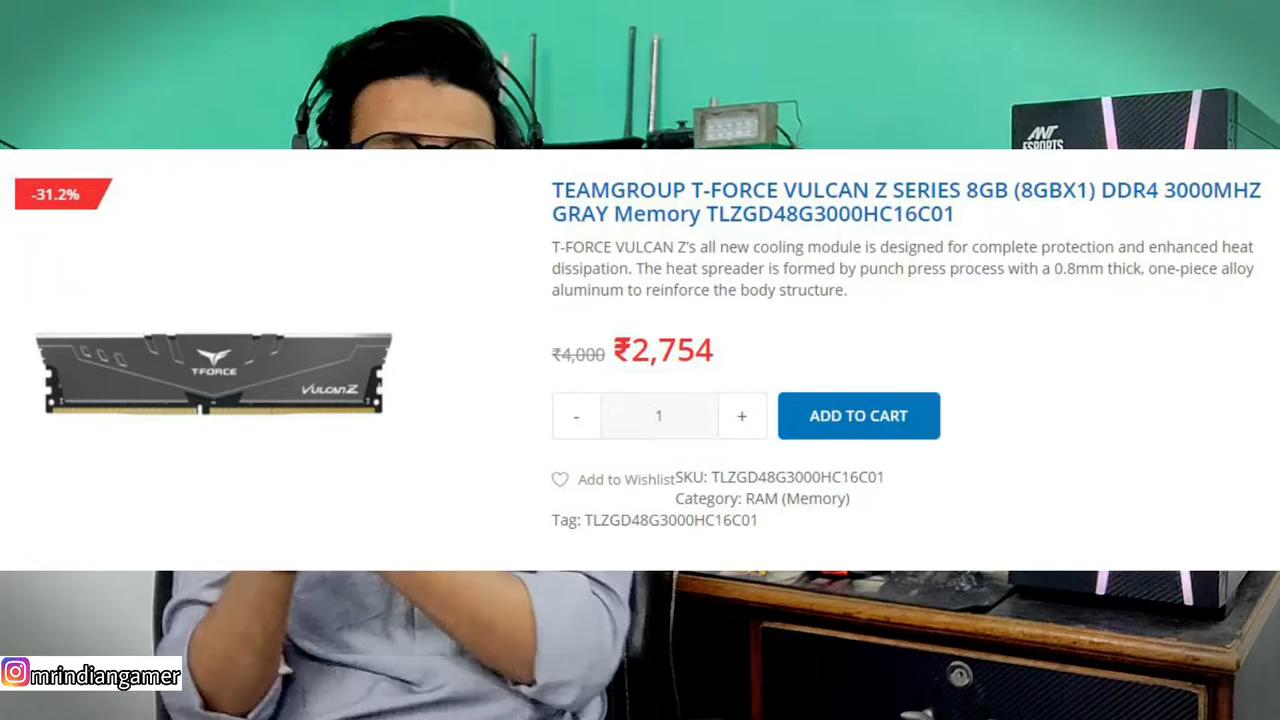 ANT
ESPORTS
-31.2%
TEAMGROUP T-FORCE VULCAN Z SERIES 8GB (8GBX1) DDR4 3000MHZ
GRAY Memory TLZGD48G3000HC16C01
T-FORCE VULCAN Z's all new cooling module is designed for complete protection and enhanced heat
dissipation. The heat spreader is formed by punch press process with a 0.8mm thick, one-piece alloy
aluminum to reinforce the body structure.
₹4,000 ₹2,754
T-FORCE
VULCAN Z
- 1 + ADD TO CART
Add to Wishlist SKU: TLZGD48G3000HC16C01
Category: RAM (Memory)
Tag: TLZGD48G3000HC16C01
mrindiangamer